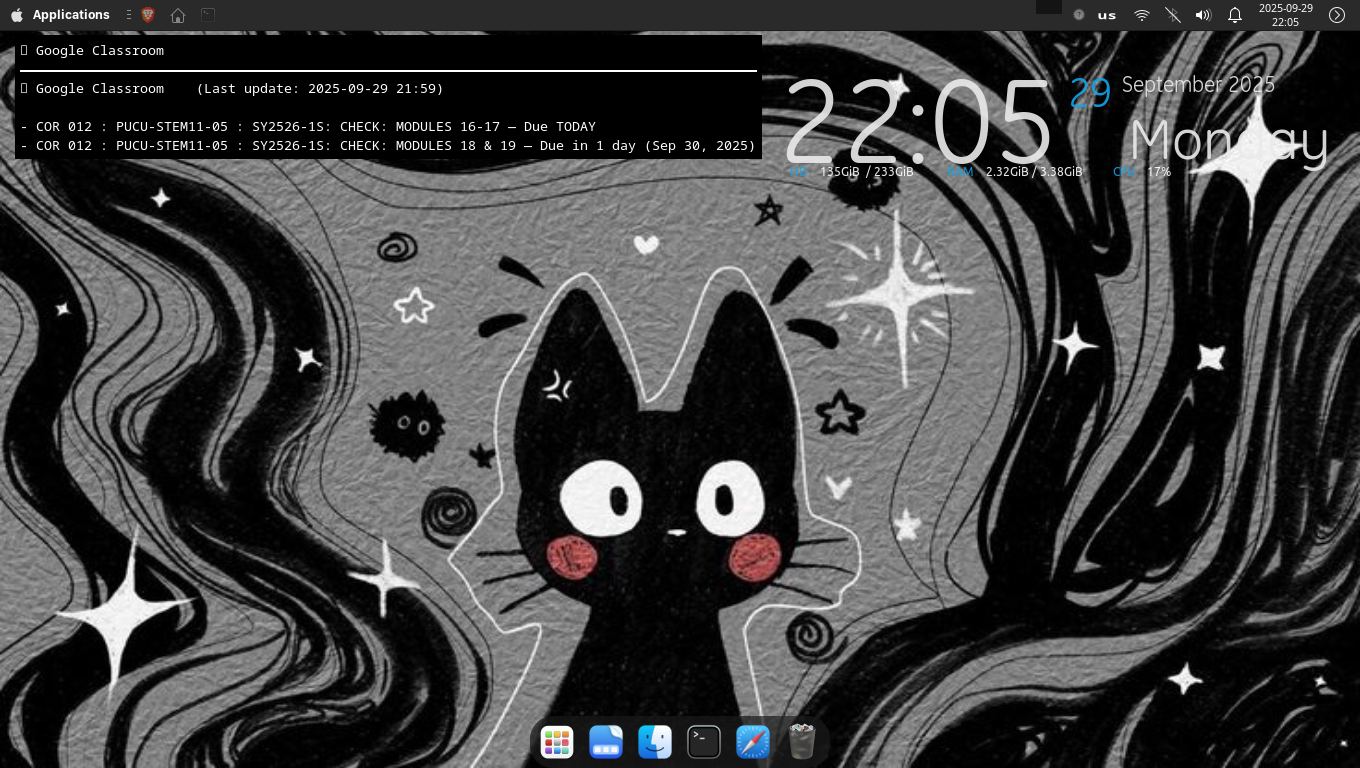 Applications
us
2025-09-29
22:05
Google Classroom
Google Classroom (Last update: 2025-09-29 21:59)
- COR 012 : PUCU-STEM11-05 : SY2526-1S: CHECK: MODULES 16-17 — Due TODAY
- COR 012 : PUCU-STEM11-05 : SY2526-1S: CHECK: MODULES 18 & 19 — Due in 1 day (Sep 30, 2025)
22:05
29
September 2025
Monday
HD 135GiB / 233GiB RAM 2.32GiB / 3.38GiB CPU 17%